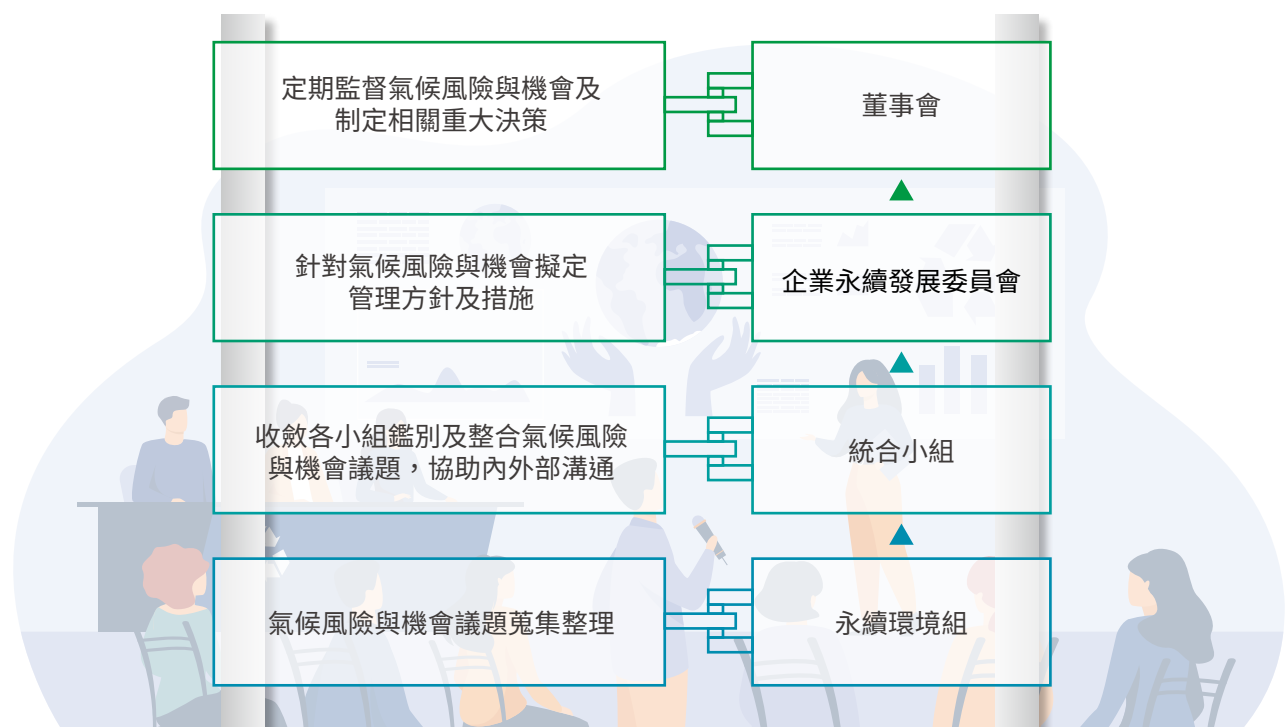 定期監督氣候風險與機會及
制定相關重大決策
董事會
針對氣候風險與機會擬定
管理方針及措施
企業永續發展委員會
收斂各小組鑑別及整合氣候風險
與機會議題，協助內外部溝通
統合小組
氣候風險與機會議題蒐集整理
永續環境組